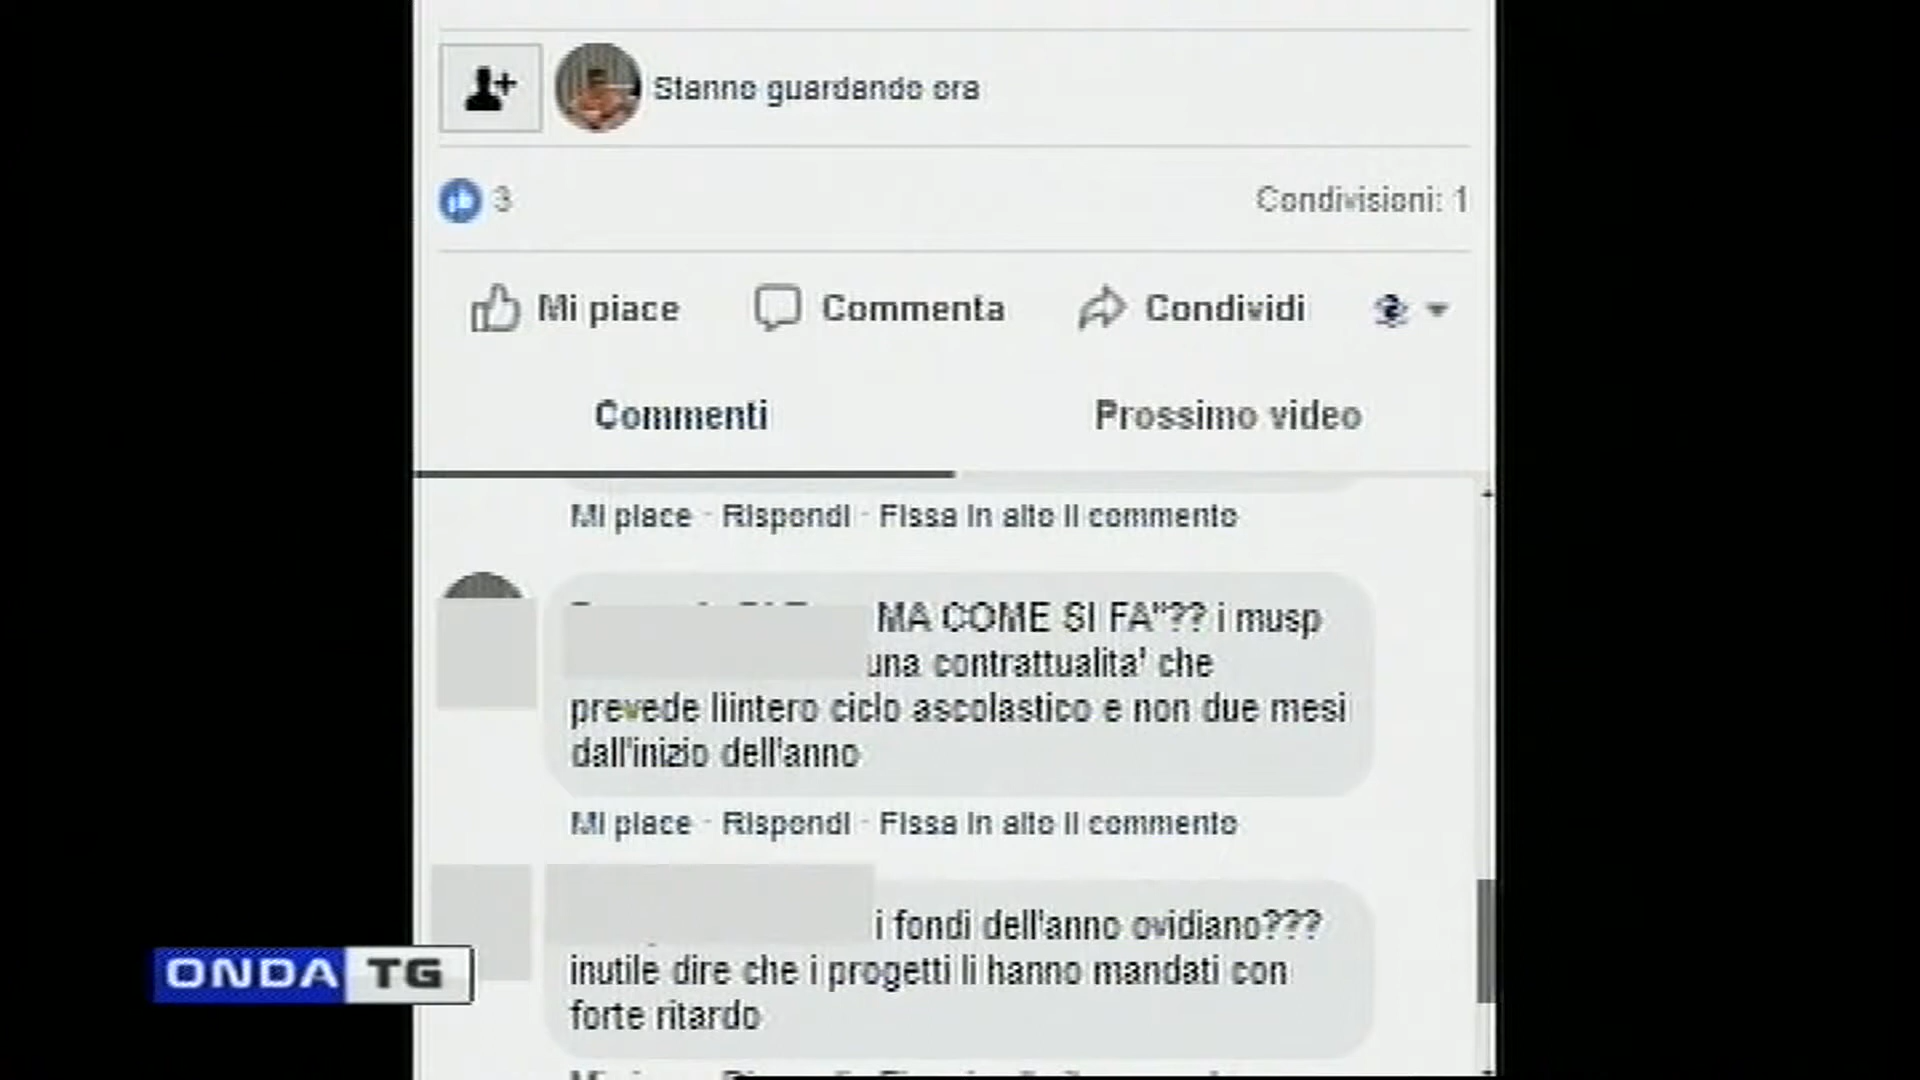 Stanno guardando ora
3
Condivisioni: 1
Mi piace
Commenta
Condividi
Commenti
Prossimo video
Mi piace · Rispondi · Fissa in alto il commento
MA COME SI FA"?? i musp
una contrattualita' che
prevede liintero ciclo ascolastico e non due mesi
dall'inizio dell'anno
Mi piace · Rispondi · Fissa in alto il commento
i fondi dell'anno ovidiano???
inutile dire che i progetti li hanno mandati con
forte ritardo
ONDA TG